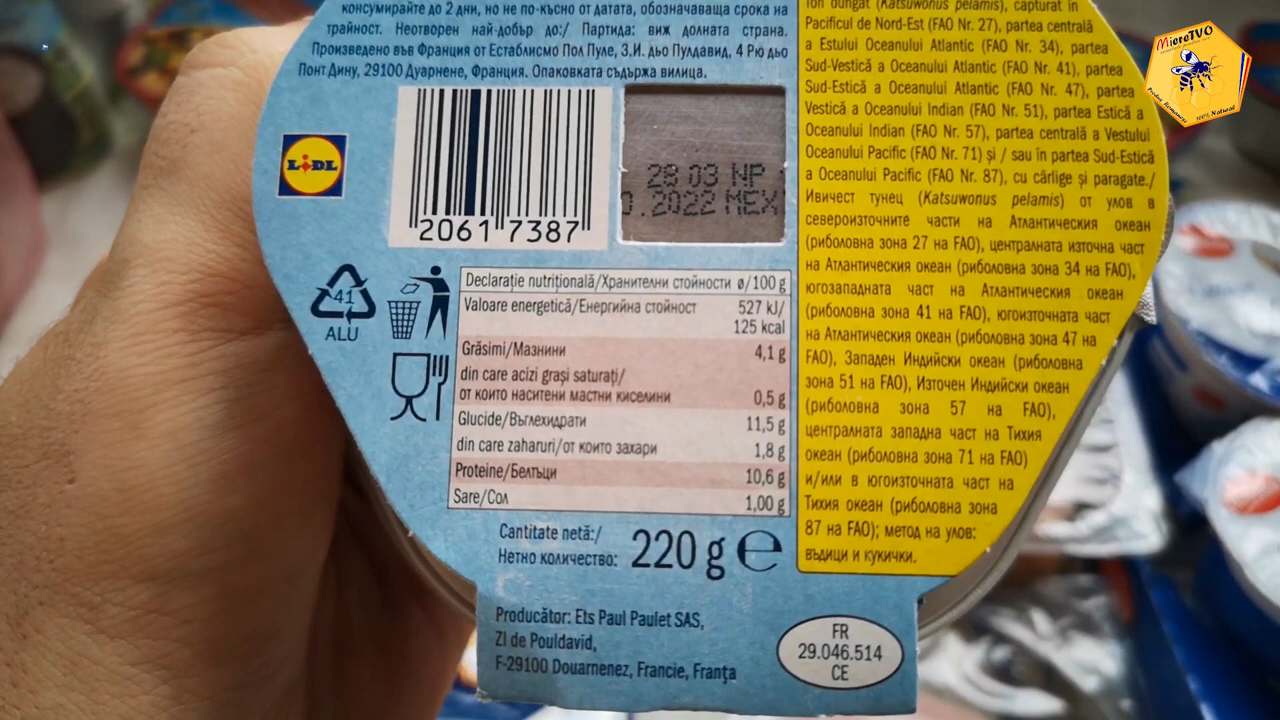 консумирайте до 2 дни, но не по-късно от датата, обозначаваща срока на
трайност. Неотворен най-добър до:/ Партида: виж долната страна.
Произведено във Франция от Естаблисмо Пол Пуле, З.И. дьо Пулдавид, 4 Рю дьо
Понт Дину, 29100 Дуарнене, Франция. Опаковката съдържа вилица.
LIDL
2061 7387
28 03 NP
.2022 MEX
41
ALU
Declarație nutrițională/Хранителни стойности ø/100 g
Valoare energetică/Енергийна стойност 527 kJ/
125 kcal
Grăsimi/Мазнини 4,1 g
din care acizi grași saturați/
от които наситени мастни киселини 0,5 g
Glucide/Въглехидрати 11,5 g
din care zaharuri/от които захари 1,8 g
Proteine/Белтъци 10,6 g
Sare/Сол 1,00 g
Cantitate netă:/
Нетно количество: 220 g e
Producător: Ets Paul Paulet SAS,
ZI de Pouldavid,
F-29100 Douarnenez, Francie, Franța
FR
29.046.514
CE
Ton dungat (Katsuwonus pelamis), capturat în
Pacificul de Nord-Est (FAO Nr. 27), partea centrală
a Estului Oceanului Atlantic (FAO Nr. 34), partea
Sud-Vestică a Oceanului Atlantic (FAO Nr. 41), partea
Sud-Estică a Oceanului Atlantic (FAO Nr. 47), partea
Vestică a Oceanului Indian (FAO Nr. 51), partea Estică a
Oceanului Indian (FAO Nr. 57), partea centrală a Vestului
Oceanului Pacific (FAO Nr. 71) și / sau în partea Sud-Estică
a Oceanului Pacific (FAO Nr. 87), cu cârlige și paragate./
Ивичест тунец (Katsuwonus pelamis) от улов в
североизточните части на Атлантическия океан
(риболовна зона 27 на FAO), централната източна част
на Атлантическия океан (риболовна зона 34 на FAO),
югозападната част на Атлантическия океан
(риболовна зона 41 на FAO), югоизточната част
на Атлантическия океан (риболовна зона 47 на
FAO), Западен Индийски океан (риболовна
зона 51 на FAO), Източен Индийски океан
(риболовна зона 57 на FAO),
централната западна част на Тихия
океан (риболовна зона 71 на FAO)
и/или в югоизточната част на
Тихия океан (риболовна зона
87 на FAO); метод на улов:
въдици и кукички.
MiereTVO
Produs Romanesc
100% Natural